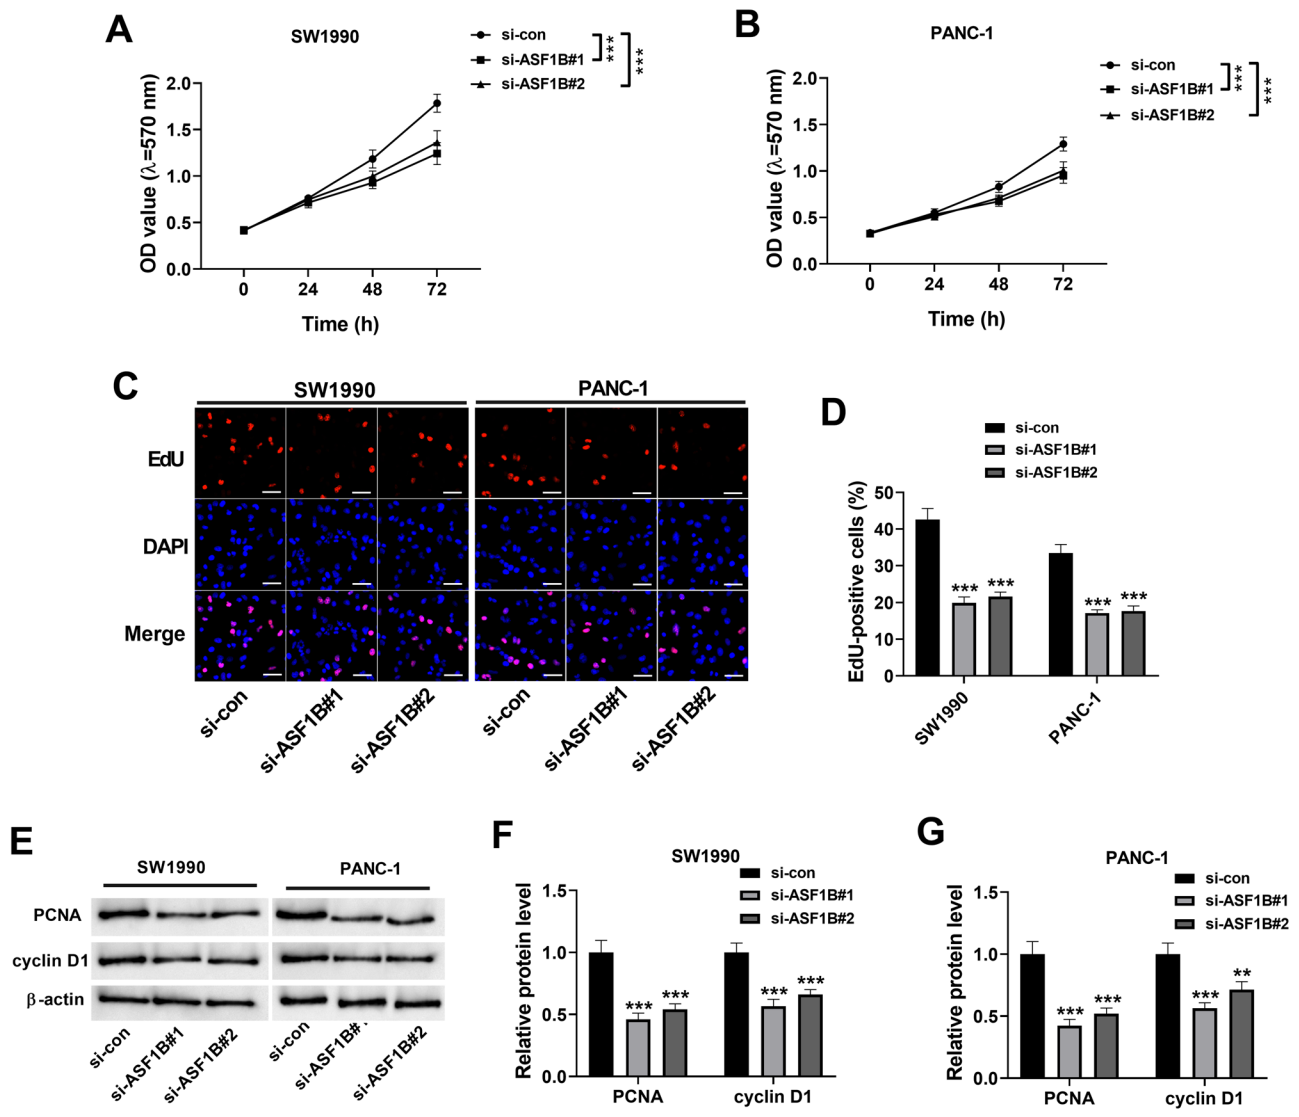 A
SW1990
si-con
si-ASF1B#1
si-ASF1B#2
***
***
OD value (λ=570 nm)
2.0
1.5
1.0
0.5
0.0
0 24 48 72
Time (h)
B
PANC-1
si-con
si-ASF1B#1
si-ASF1B#2
***
***
OD value (λ=570 nm)
2.0
1.5
1.0
0.5
0.0
0 24 48 72
Time (h)
C
SW1990 PANC-1
EdU
DAPI
Merge
si-con si-ASF1B#1 si-ASF1B#2 si-con si-ASF1B#1 si-ASF1B#2
D
si-con
si-ASF1B#1
si-ASF1B#2
EdU-positive cells (%)
50
40
30
20
10
0
*** *** *** ***
SW1990 PANC-1
E
SW1990 PANC-1
PCNA
cyclin D1
β-actin
si-con si-ASF1B#1 si-ASF1B#2 si-con si-ASF1B# si-ASF1B#2
F
SW1990
si-con
si-ASF1B#1
si-ASF1B#2
Relative protein level
1.5
1.0
0.5
0.0
*** *** *** ***
PCNA cyclin D1
G
PANC-1
si-con
si-ASF1B#1
si-ASF1B#2
Relative protein level
1.5
1.0
0.5
0.0
*** *** *** **
PCNA cyclin D1